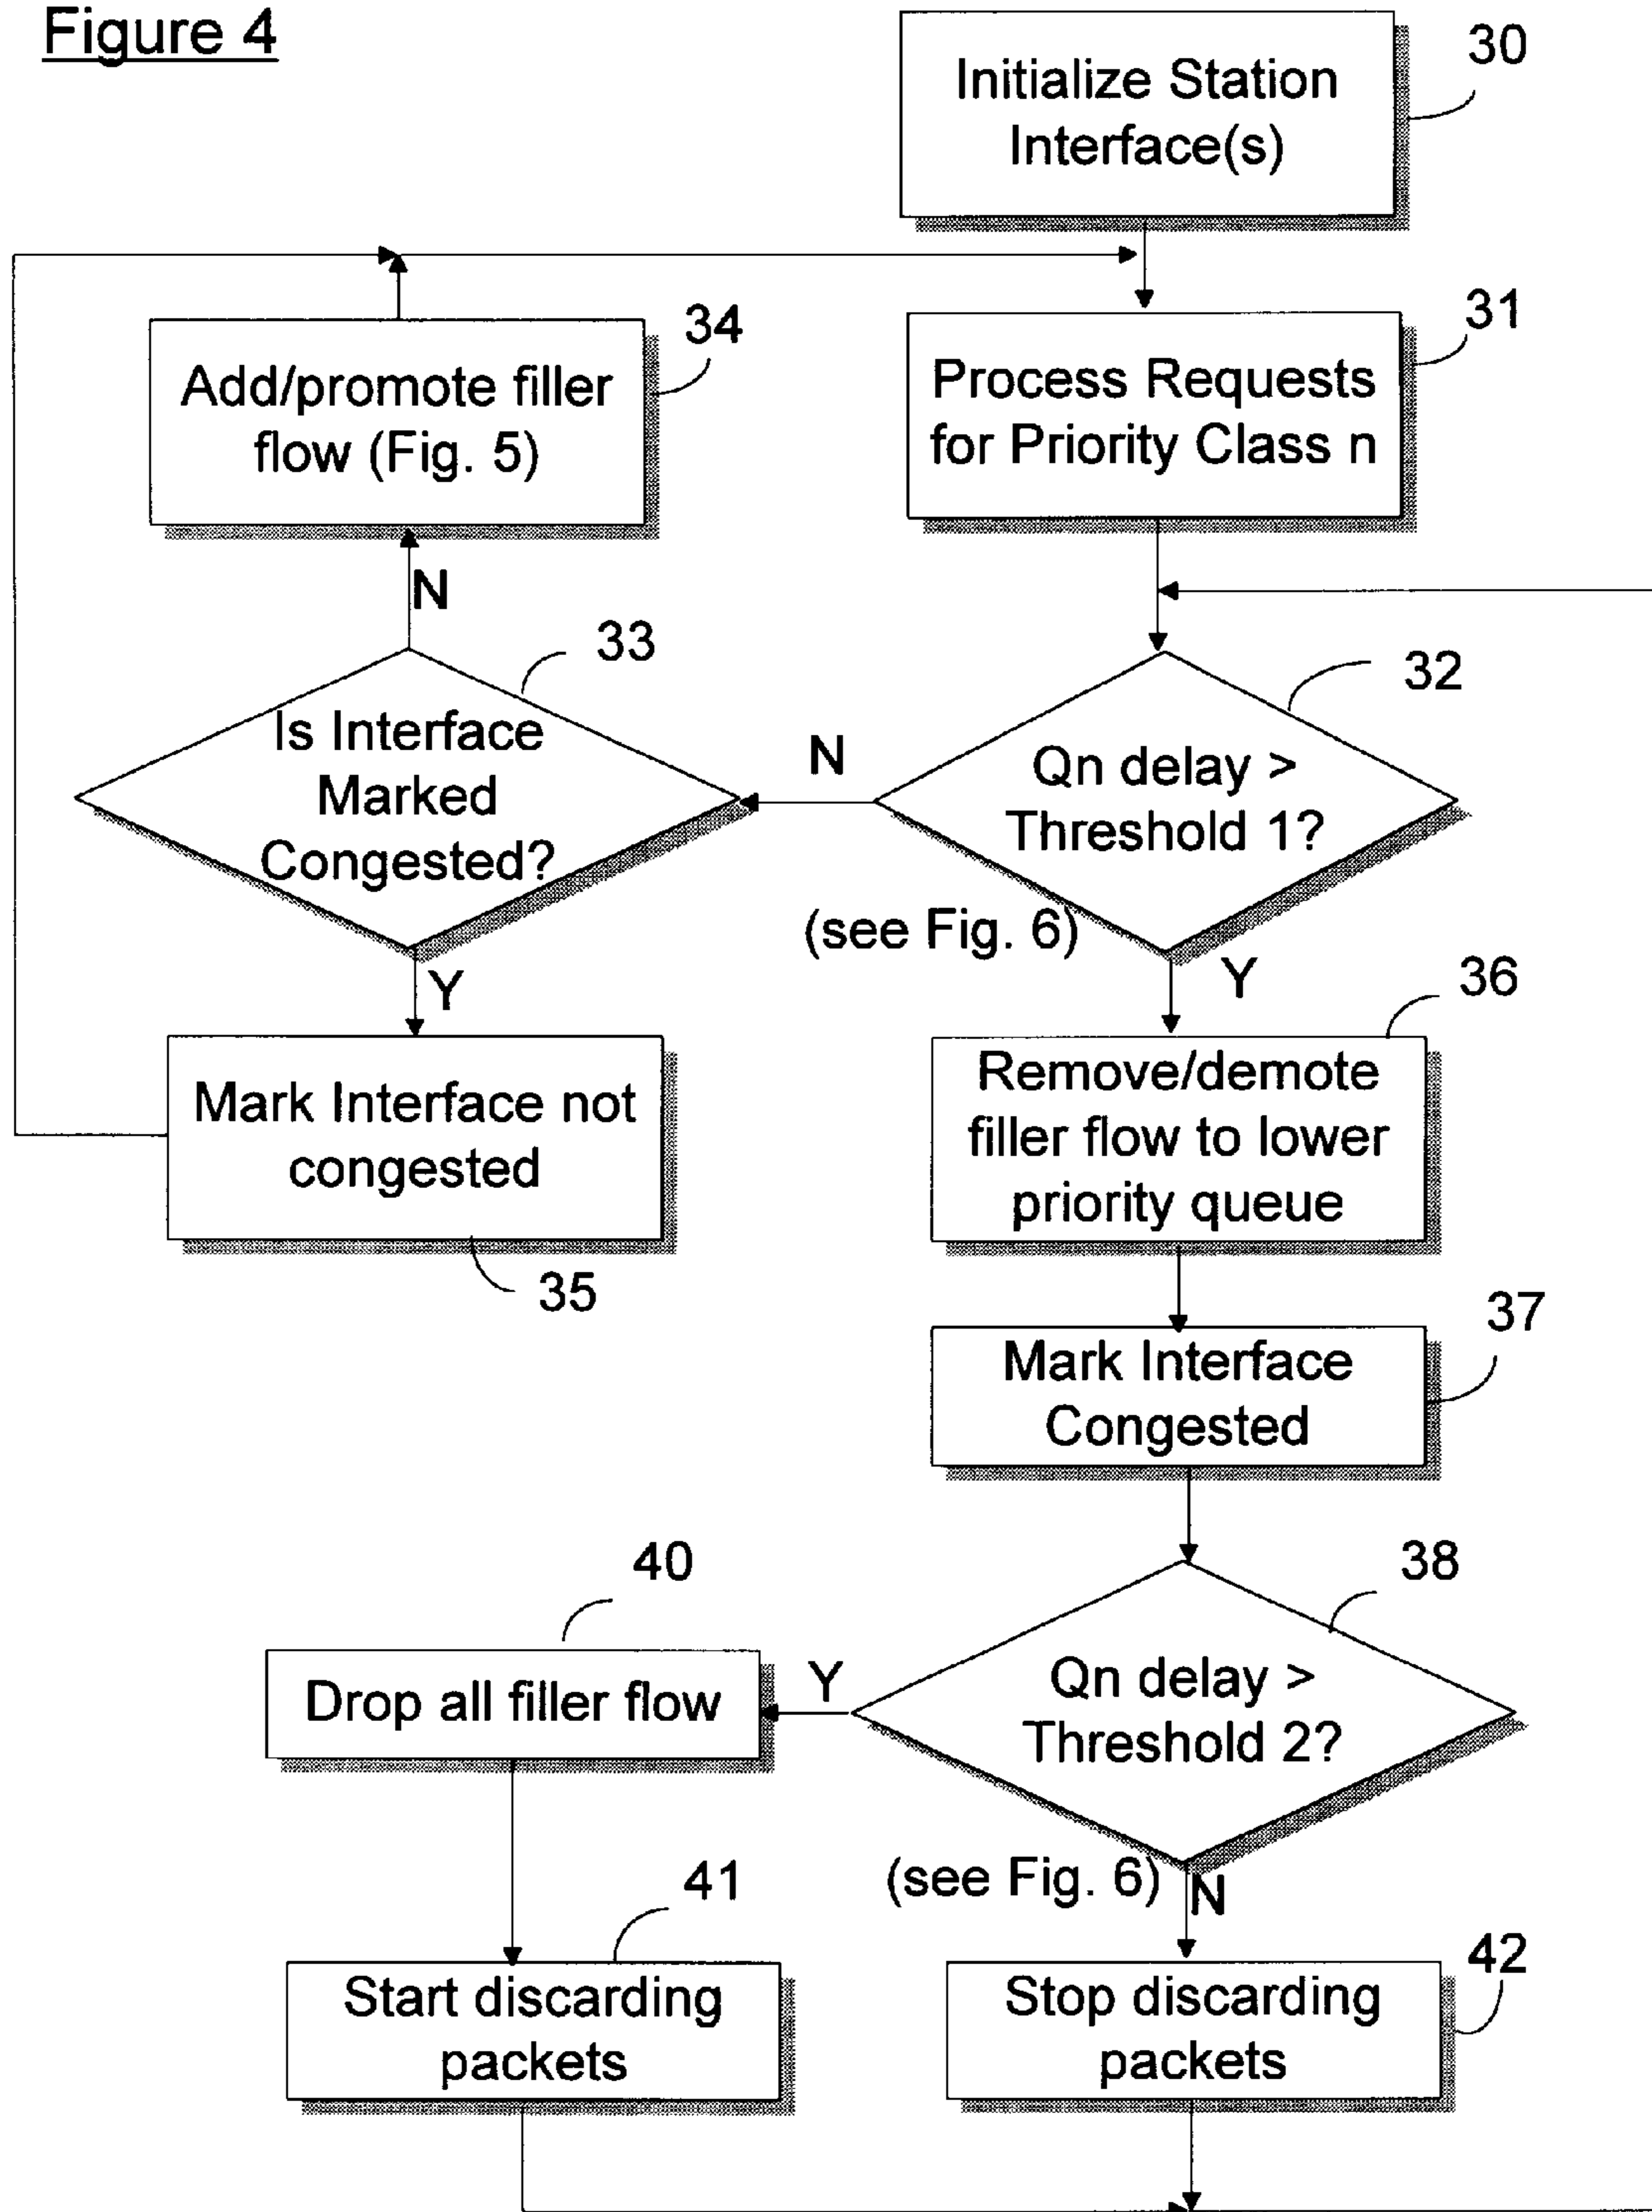 Figure 4
Initialize Station
Interface(s)
30
34
Add/promote filler
flow (Fig. 5)
31
Process Requests
for Priority Class n
N
33
Is Interface
Marked
Congested?
N
32
Qn delay >
Threshold 1?
(see Fig. 6)
Y
Y
Mark Interface not
congested
35
36
Remove/demote
filler flow to lower
priority queue
37
Mark Interface
Congested
38
Qn delay >
Threshold 2?
(see Fig. 6)
Y
N
40
Drop all filler flow
41
Start discarding
packets
42
Stop discarding
packets